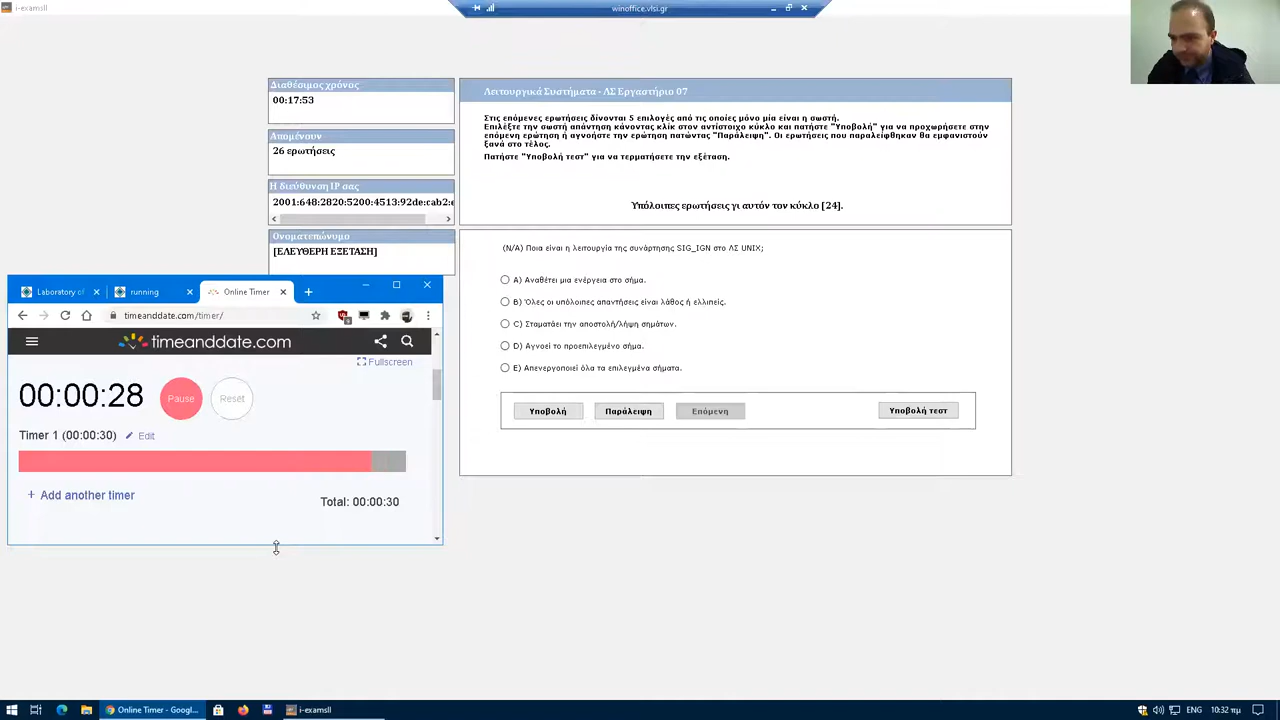 i-examsII
winoffice.vlsi.gr
Διαθέσιμος χρόνος
00:17:53
Απομένουν
26 ερωτήσεις
Η διεύθυνση IP σας
2001:648:2820:5200:4513:92de:cab2:e
Ονοματεπώνυμο
[ΕΛΕΥΘΕΡΗ ΕΞΕΤΑΣΗ]
Λειτουργικά Συστήματα - ΛΣ Εργαστήριο 07
Στις επόμενες ερωτήσεις δίνονται 5 επιλογές από τις οποίες μόνο μία είναι η σωστή.
Επιλέξτε την σωστή απάντηση κάνοντας κλίκ στον αντίστοιχο κύκλο και πατήστε "Υποβολή" για να προχωρήσετε στην
επόμενη ερώτηση ή αγνοήστε την ερώτηση πατώντας "Παράλειψη". Οι ερωτήσεις που παραλείφθηκαν θα εμφανιστούν
ξανά στο τέλος.
Πατήστε "Υποβολή τεστ" για να τερματήσετε την εξέταση.
Υπόλοιπες ερωτήσεις γι αυτόν τον κύκλο [24].
(N/A) Ποια είναι η λειτουργία της συνάρτησης SIG_IGN στο ΛΣ UNIX;
A) Αναθέτει μια ενέργεια στο σήμα.
B) Όλες οι υπόλοιπες απαντήσεις είναι λάθος ή ελλιπείς.
C) Σταματάει την αποστολή/λήψη σημάτων.
D) Αγνοεί το προεπιλεγμένο σήμα.
E) Απενεργοποιεί όλα τα επιλεγμένα σήματα.
Υποβολή
Παράλειψη
Επόμενη
Υποβολή τεστ
Laboratory of
running
Online Timer
timeanddate.com/timer/
timeanddate.com
Fullscreen
00:00:28
Pause
Reset
Timer 1 (00:00:30)
Edit
+ Add another timer
Total: 00:00:30
Online Timer - Googl...
i-examsII
ENG
10:32 πμ